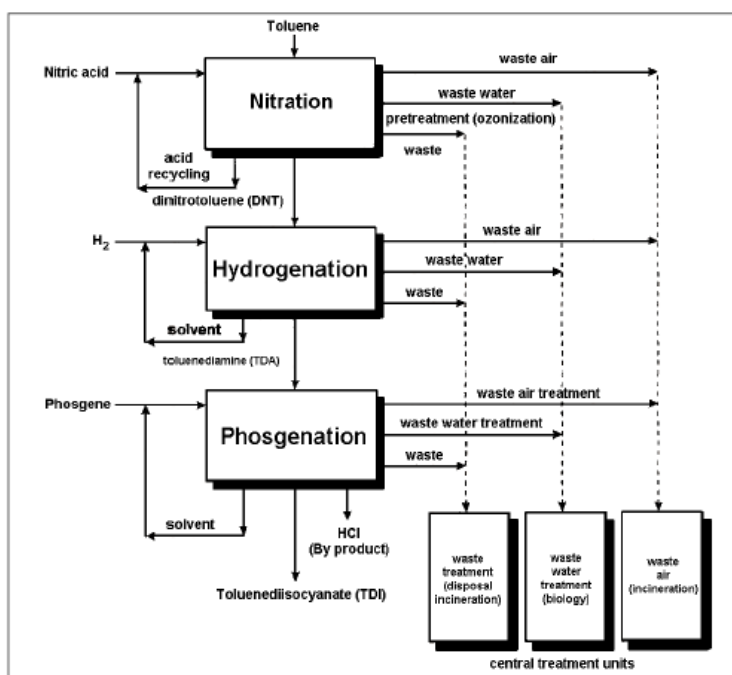 Toluene
Nitric acid
Nitration
waste air
waste water
pretreatment (ozonization)
waste
acid
recycling
dinitrotoluene (DNT)
H2
Hydrogenation
waste air
waste water
waste
solvent
toluenediamine (TDA)
Phosgene
Phosgenation
waste air treatment
waste water treatment
waste
solvent
HCl
(By product)
Toluenediisocyanate (TDI)
waste
treatment
(disposal
incineration)
waste
water
treatment
(biology)
waste
air
(incineration)
central treatment units